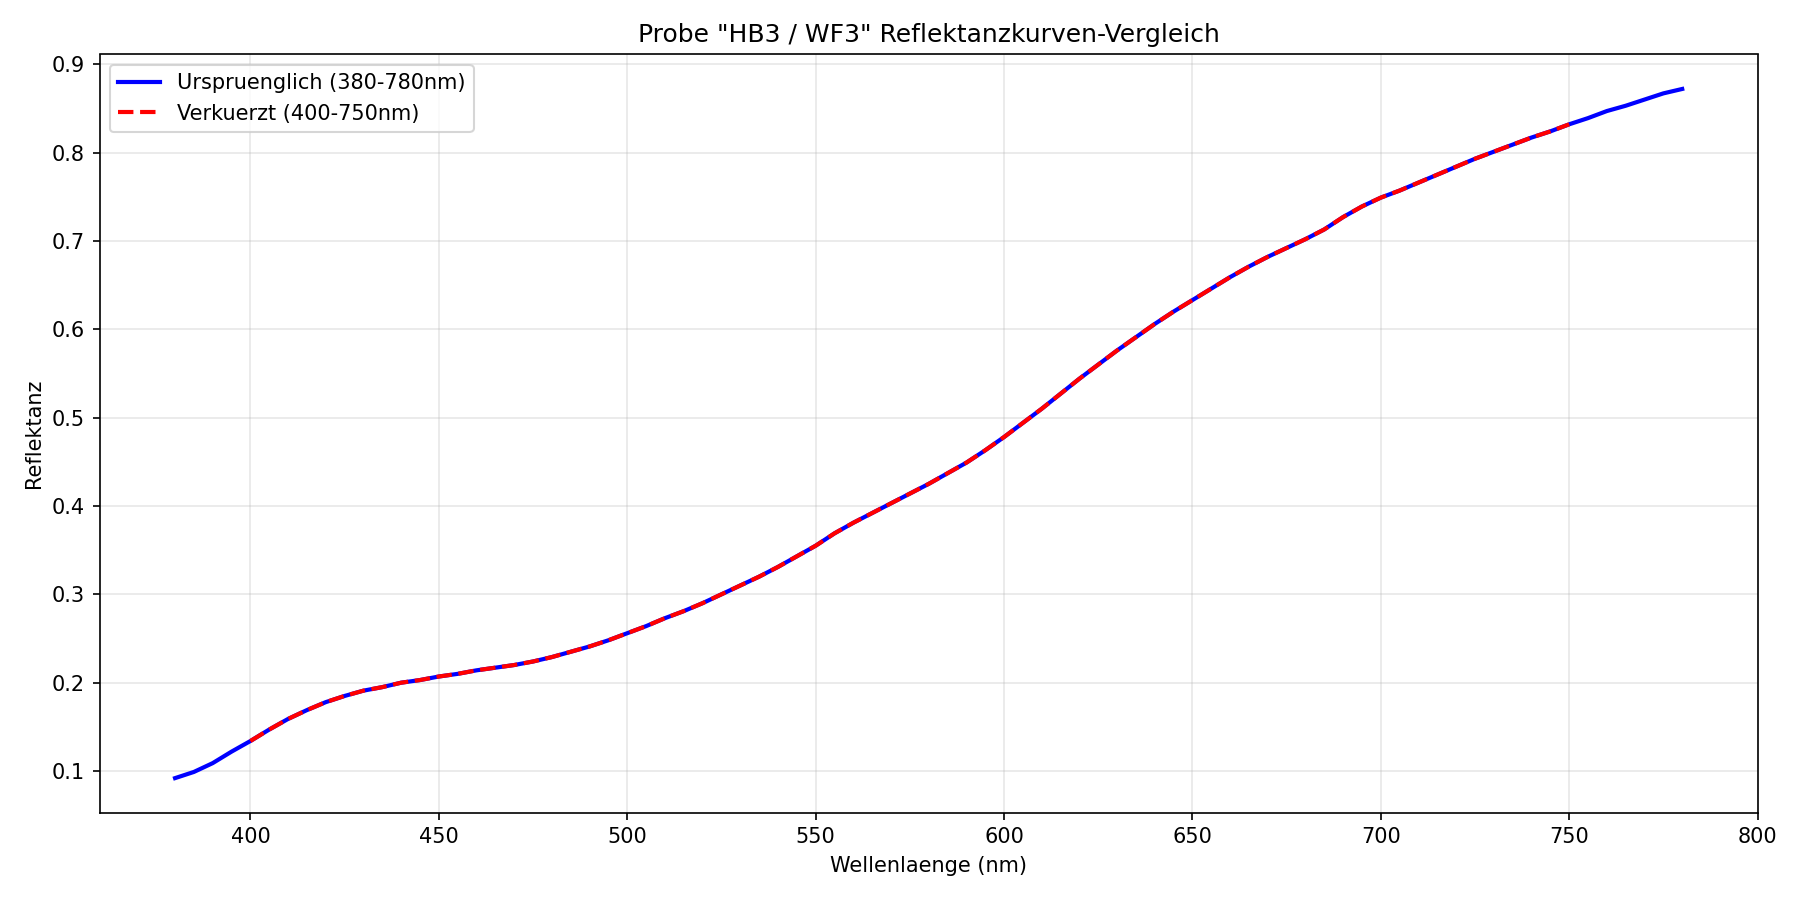 Probe "HB3 / WF3" Reflektanzkurven-Vergleich
Urspruenglich (380-780nm)
Verkuerzt (400-750nm)
0.9
0.8
0.7
0.6
0.5
0.4
0.3
0.2
0.1
Reflektanz
400 450 500 550 600 650 700 750 800
Wellenlaenge (nm)